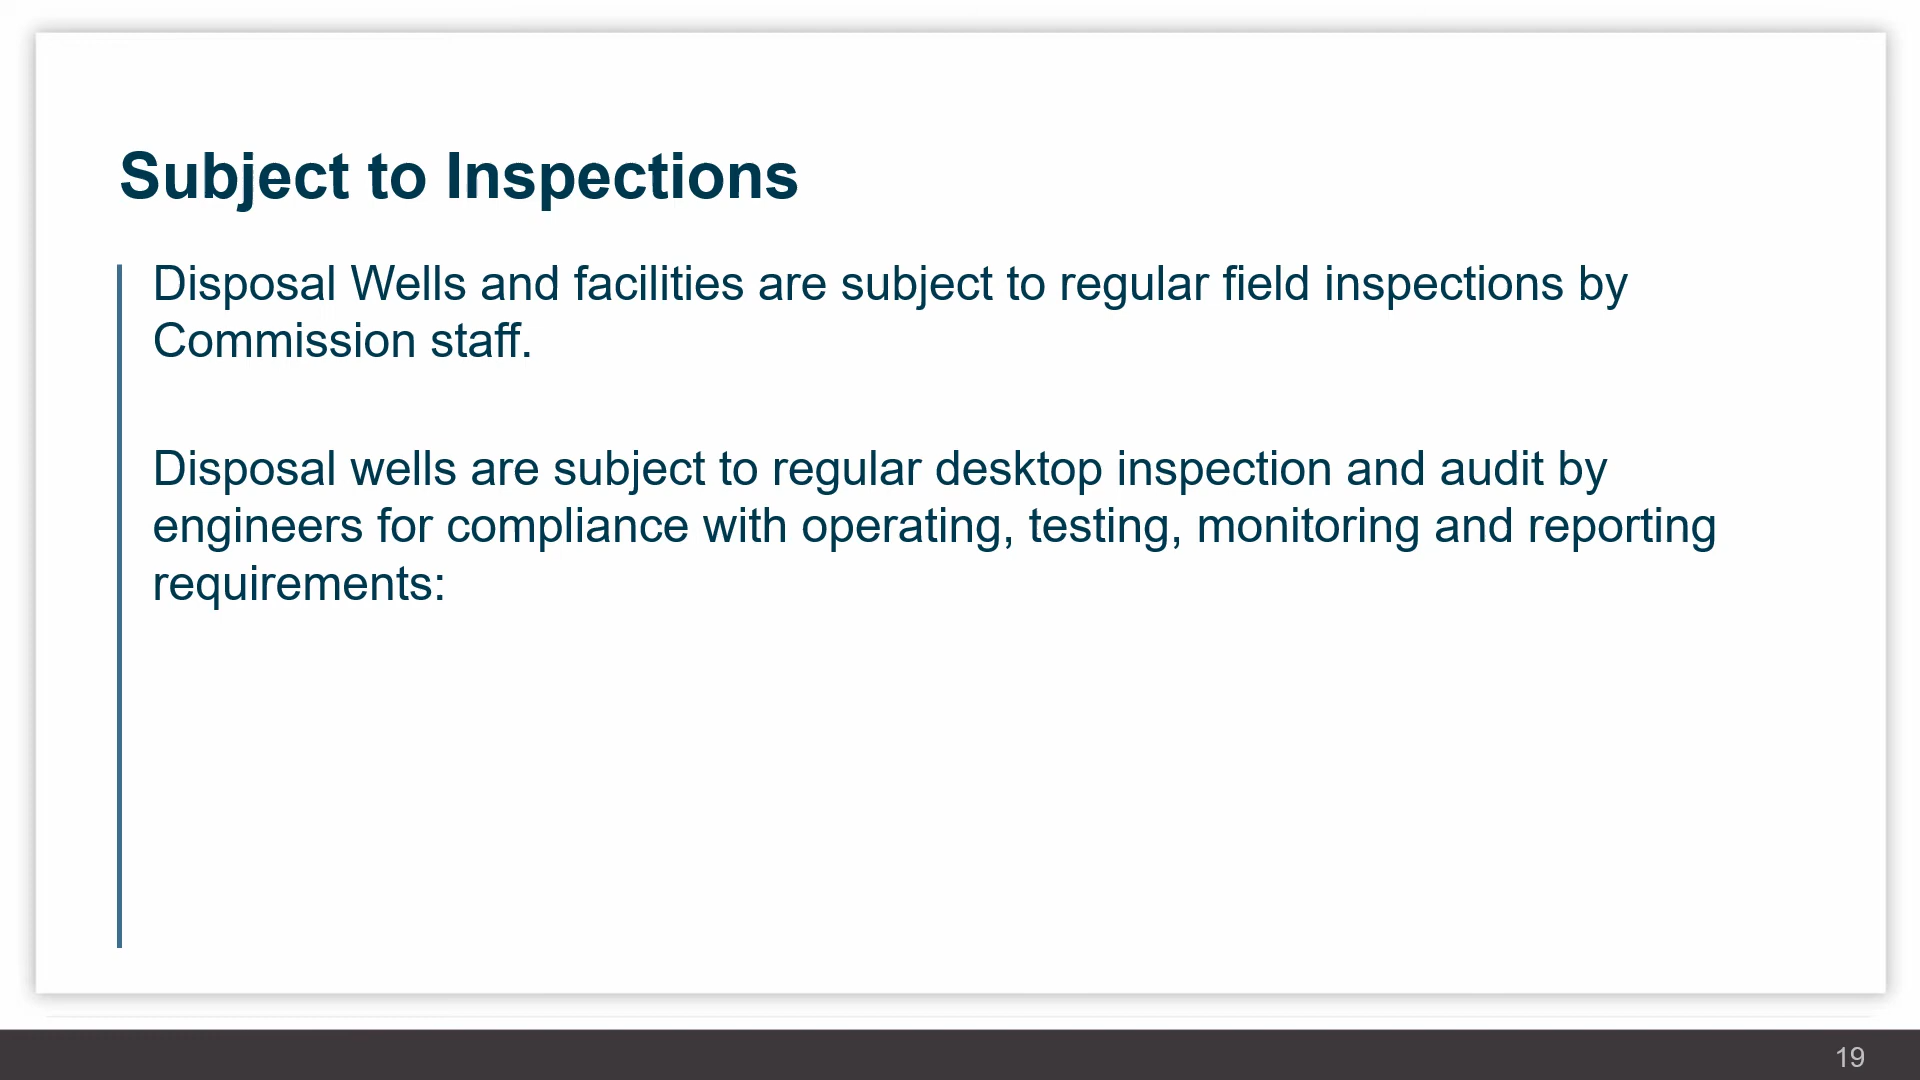 Subject to Inspections
Disposal Wells and facilities are subject to regular field inspections by
Commission staff.
Disposal wells are subject to regular desktop inspection and audit by
engineers for compliance with operating, testing, monitoring and reporting
requirements:
19